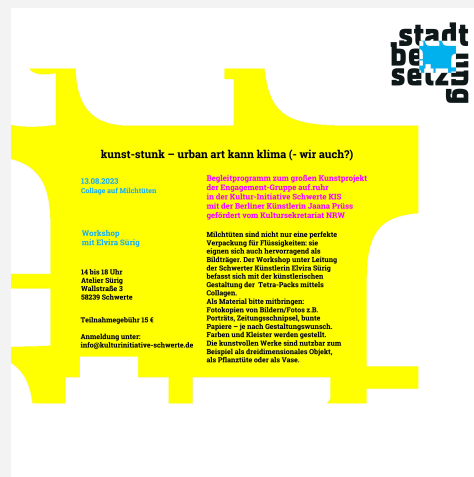 stadt
be
setz
ung
kunst-stunk – urban art kann klima (- wir auch?)
13.08.2023
Collage auf Milchtüten
Workshop
mit Elvira Sürig
14 bis 18 Uhr
Atelier Sürig
Wallstraße 3
58239 Schwerte
Teilnahmegebühr 15 €
Anmeldung unter:
info@kulturinitiative-schwerte.de
Begleitprogramm zum großen Kunstprojekt
der Engagement-Gruppe auf.ruhr
in der Kultur-Initiative Schwerte KIS
mit der Berliner Künstlerin Jaana Prüss
gefördert vom Kultursekretariat NRW
Milchtüten sind nicht nur eine perfekte
Verpackung für Flüssigkeiten: sie
eignen sich auch hervorragend als
Bildträger. Der Workshop unter Leitung
der Schwerter Künstlerin Elvira Sürig
befasst sich mit der künstlerischen
Gestaltung der Tetra-Packs mittels
Collagen.
Als Material bitte mitbringen:
Fotokopien von Bildern/Fotos z.B.
Porträts, Zeitungsschnipsel, bunte
Papiere – je nach Gestaltungswunsch.
Farben und Kleister werden gestellt.
Die kunstvollen Werke sind nutzbar zum
Beispiel als dreidimensionales Objekt,
als Pflanztüte oder als Vase.